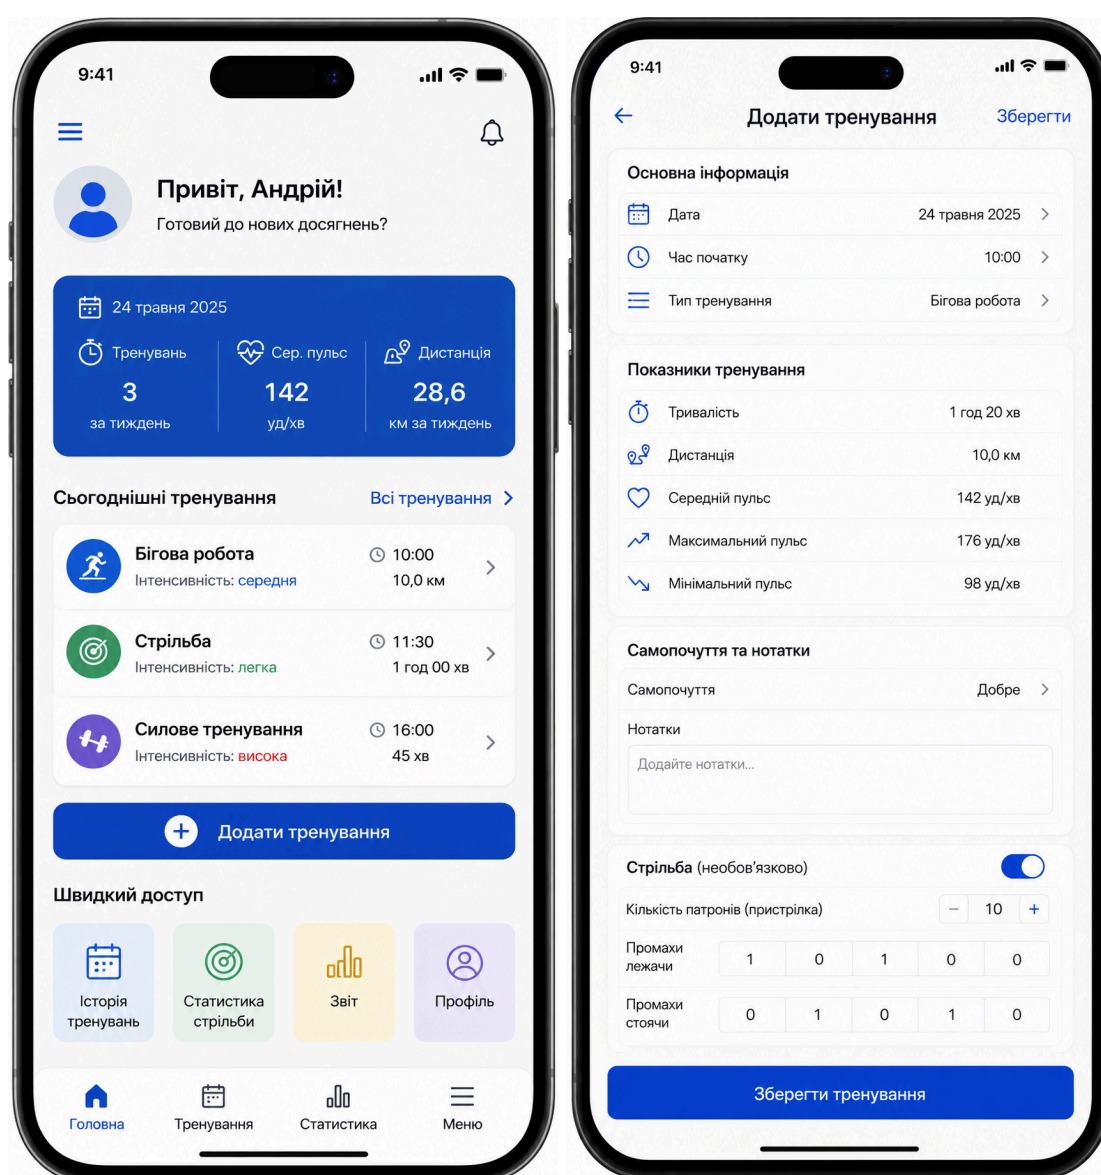 9:41
Привіт, Андрій!
Готовий до нових досягнень?
24 травня 2025
Тренувань
3
за тиждень
Сер. пульс
142
уд/хв
Дистанція
28,6
км за тиждень
Сьогоднішні тренування
Всі тренування
Бігова робота
Інтенсивність: середня
10:00
10,0 км
Стрільба
Інтенсивність: легка
11:30
1 год 00 хв
Силове тренування
Інтенсивність: висока
16:00
45 хв
Додати тренування
Швидкий доступ
Історія
тренувань
Статистика
стрільби
Звіт
Профіль
Головна
Тренування
Статистика
Меню
9:41
Додати тренування
Зберегти
Основна інформація
Дата 24 травня 2025
Час початку 10:00
Тип тренування Бігова робота
Показники тренування
Тривалість 1 год 20 хв
Дистанція 10,0 км
Середній пульс 142 уд/хв
Максимальний пульс 176 уд/хв
Мінімальний пульс 98 уд/хв
Самопочуття та нотатки
Самопочуття Добре
Нотатки
Додайте нотатки...
Стрільба (необов’язково)
Кількість патронів (пристрілка) − 10 +
Промахи
лежачи
1 0 1 0 0
Промахи
стоячи
0 1 0 1 0
Зберегти тренування